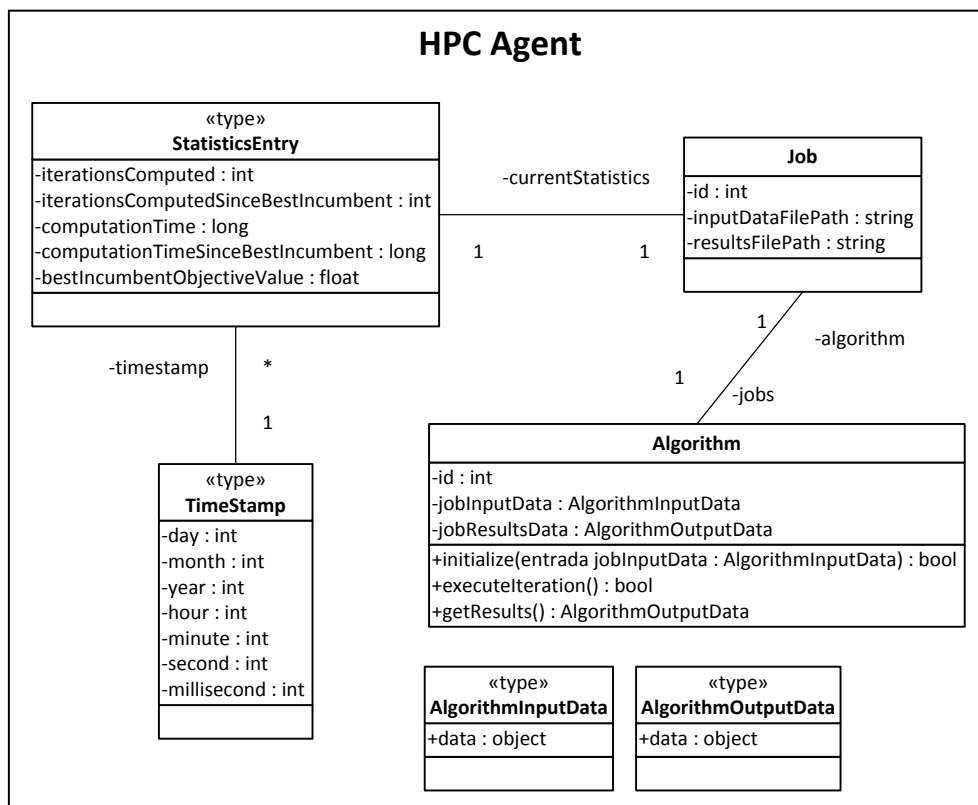 HPC Agent
«type»
StatisticsEntry
-iterationsComputed : int
-iterationsComputedSinceBestIncumbent : int
-computationTime : long
-computationTimeSinceBestIncumbent : long
-bestIncumbentObjectiveValue : float
-currentStatistics
1
1
Job
-id : int
-inputDataFilePath : string
-resultsFilePath : string
-timestamp
*
1
1
-algorithm
1
-jobs
«type»
TimeStamp
-day : int
-month : int
-year : int
-hour : int
-minute : int
-second : int
-millisecond : int
Algorithm
-id : int
-jobInputData : AlgorithmInputData
-jobResultsData : AlgorithmOutputData
+initialize(entrada jobInputData : AlgorithmInputData) : bool
+executeIteration() : bool
+getResults() : AlgorithmOutputData
«type»
AlgorithmInputData
+data : object
«type»
AlgorithmOutputData
+data : object